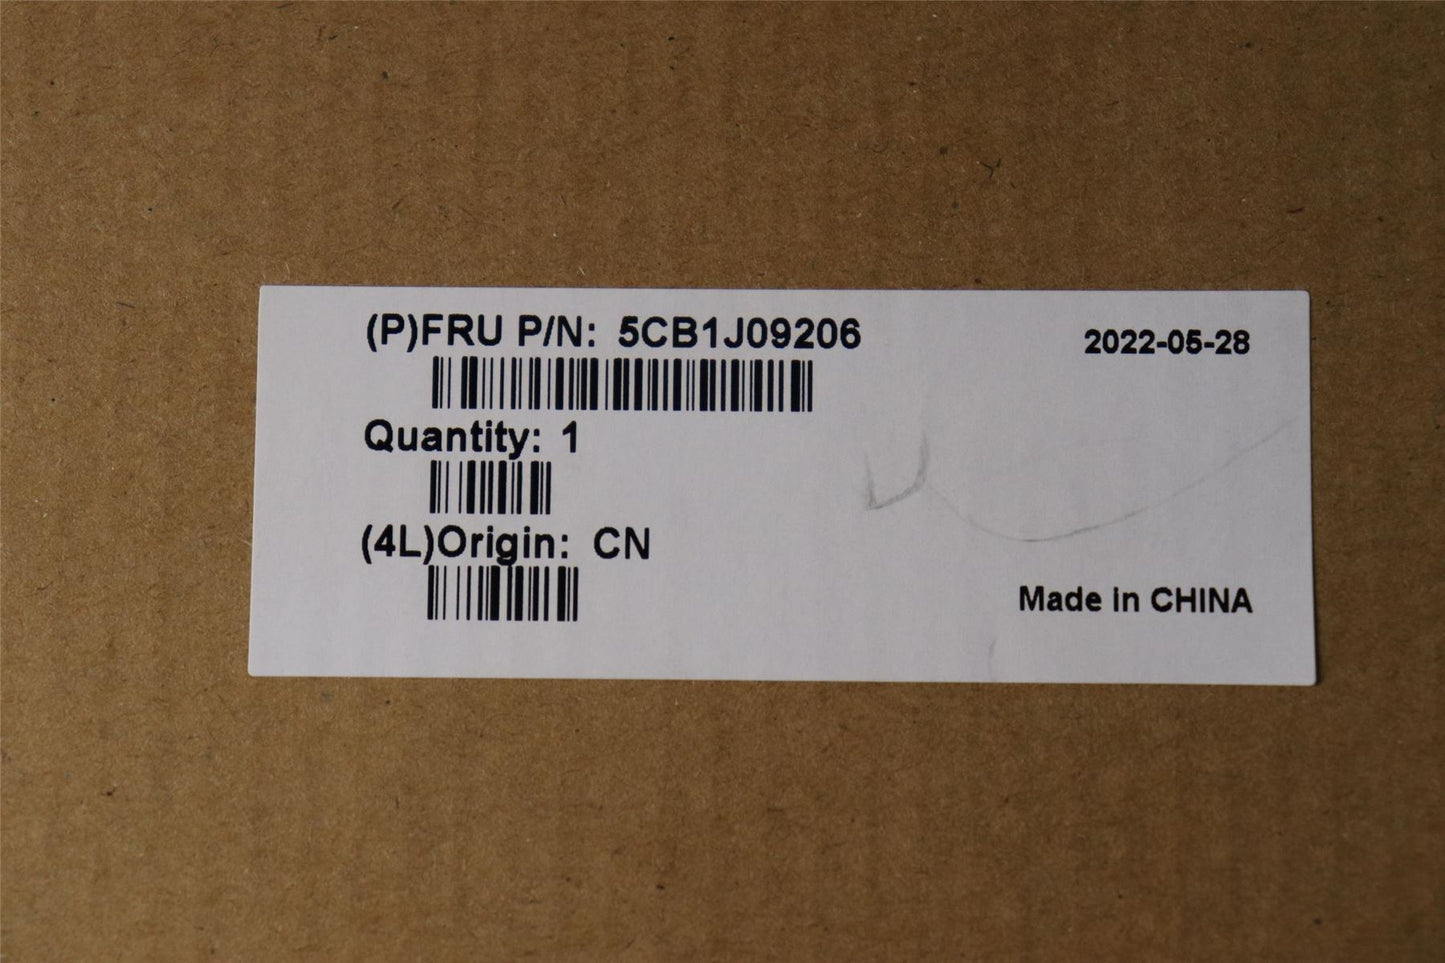 (P)FRU P/N: 5CB1J09206
2022-05-28
Quantity: 1
(4L)Origin: CN
Made in CHINA